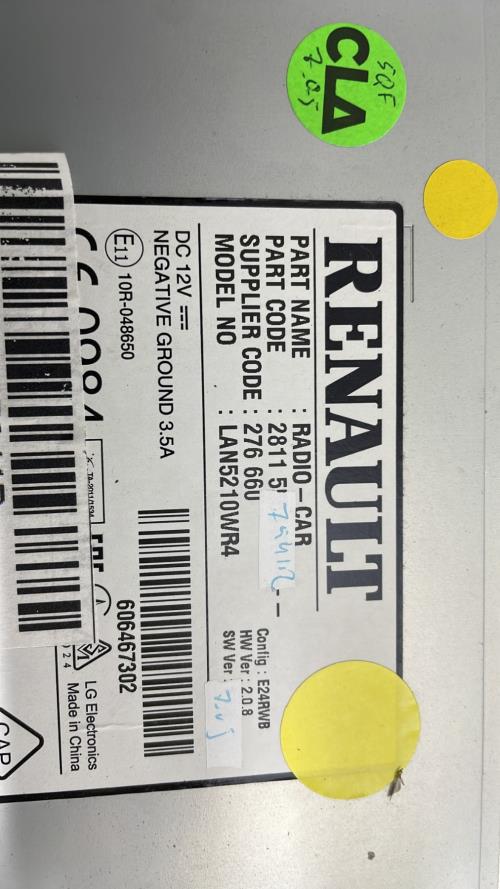 CLA
RENAULT
PART NAME : RADIO-CAR
PART CODE : 2811 5
SUPPLIER CODE : 276 66U
MODEL NO : LAN5210WR4
Config : E24RWB
HW Ver : 2.0.8
SW Ver :
DC 12V
NEGATIVE GROUND 3.5A
E11 10R-048650
606467302
LG Electronics
Made in China